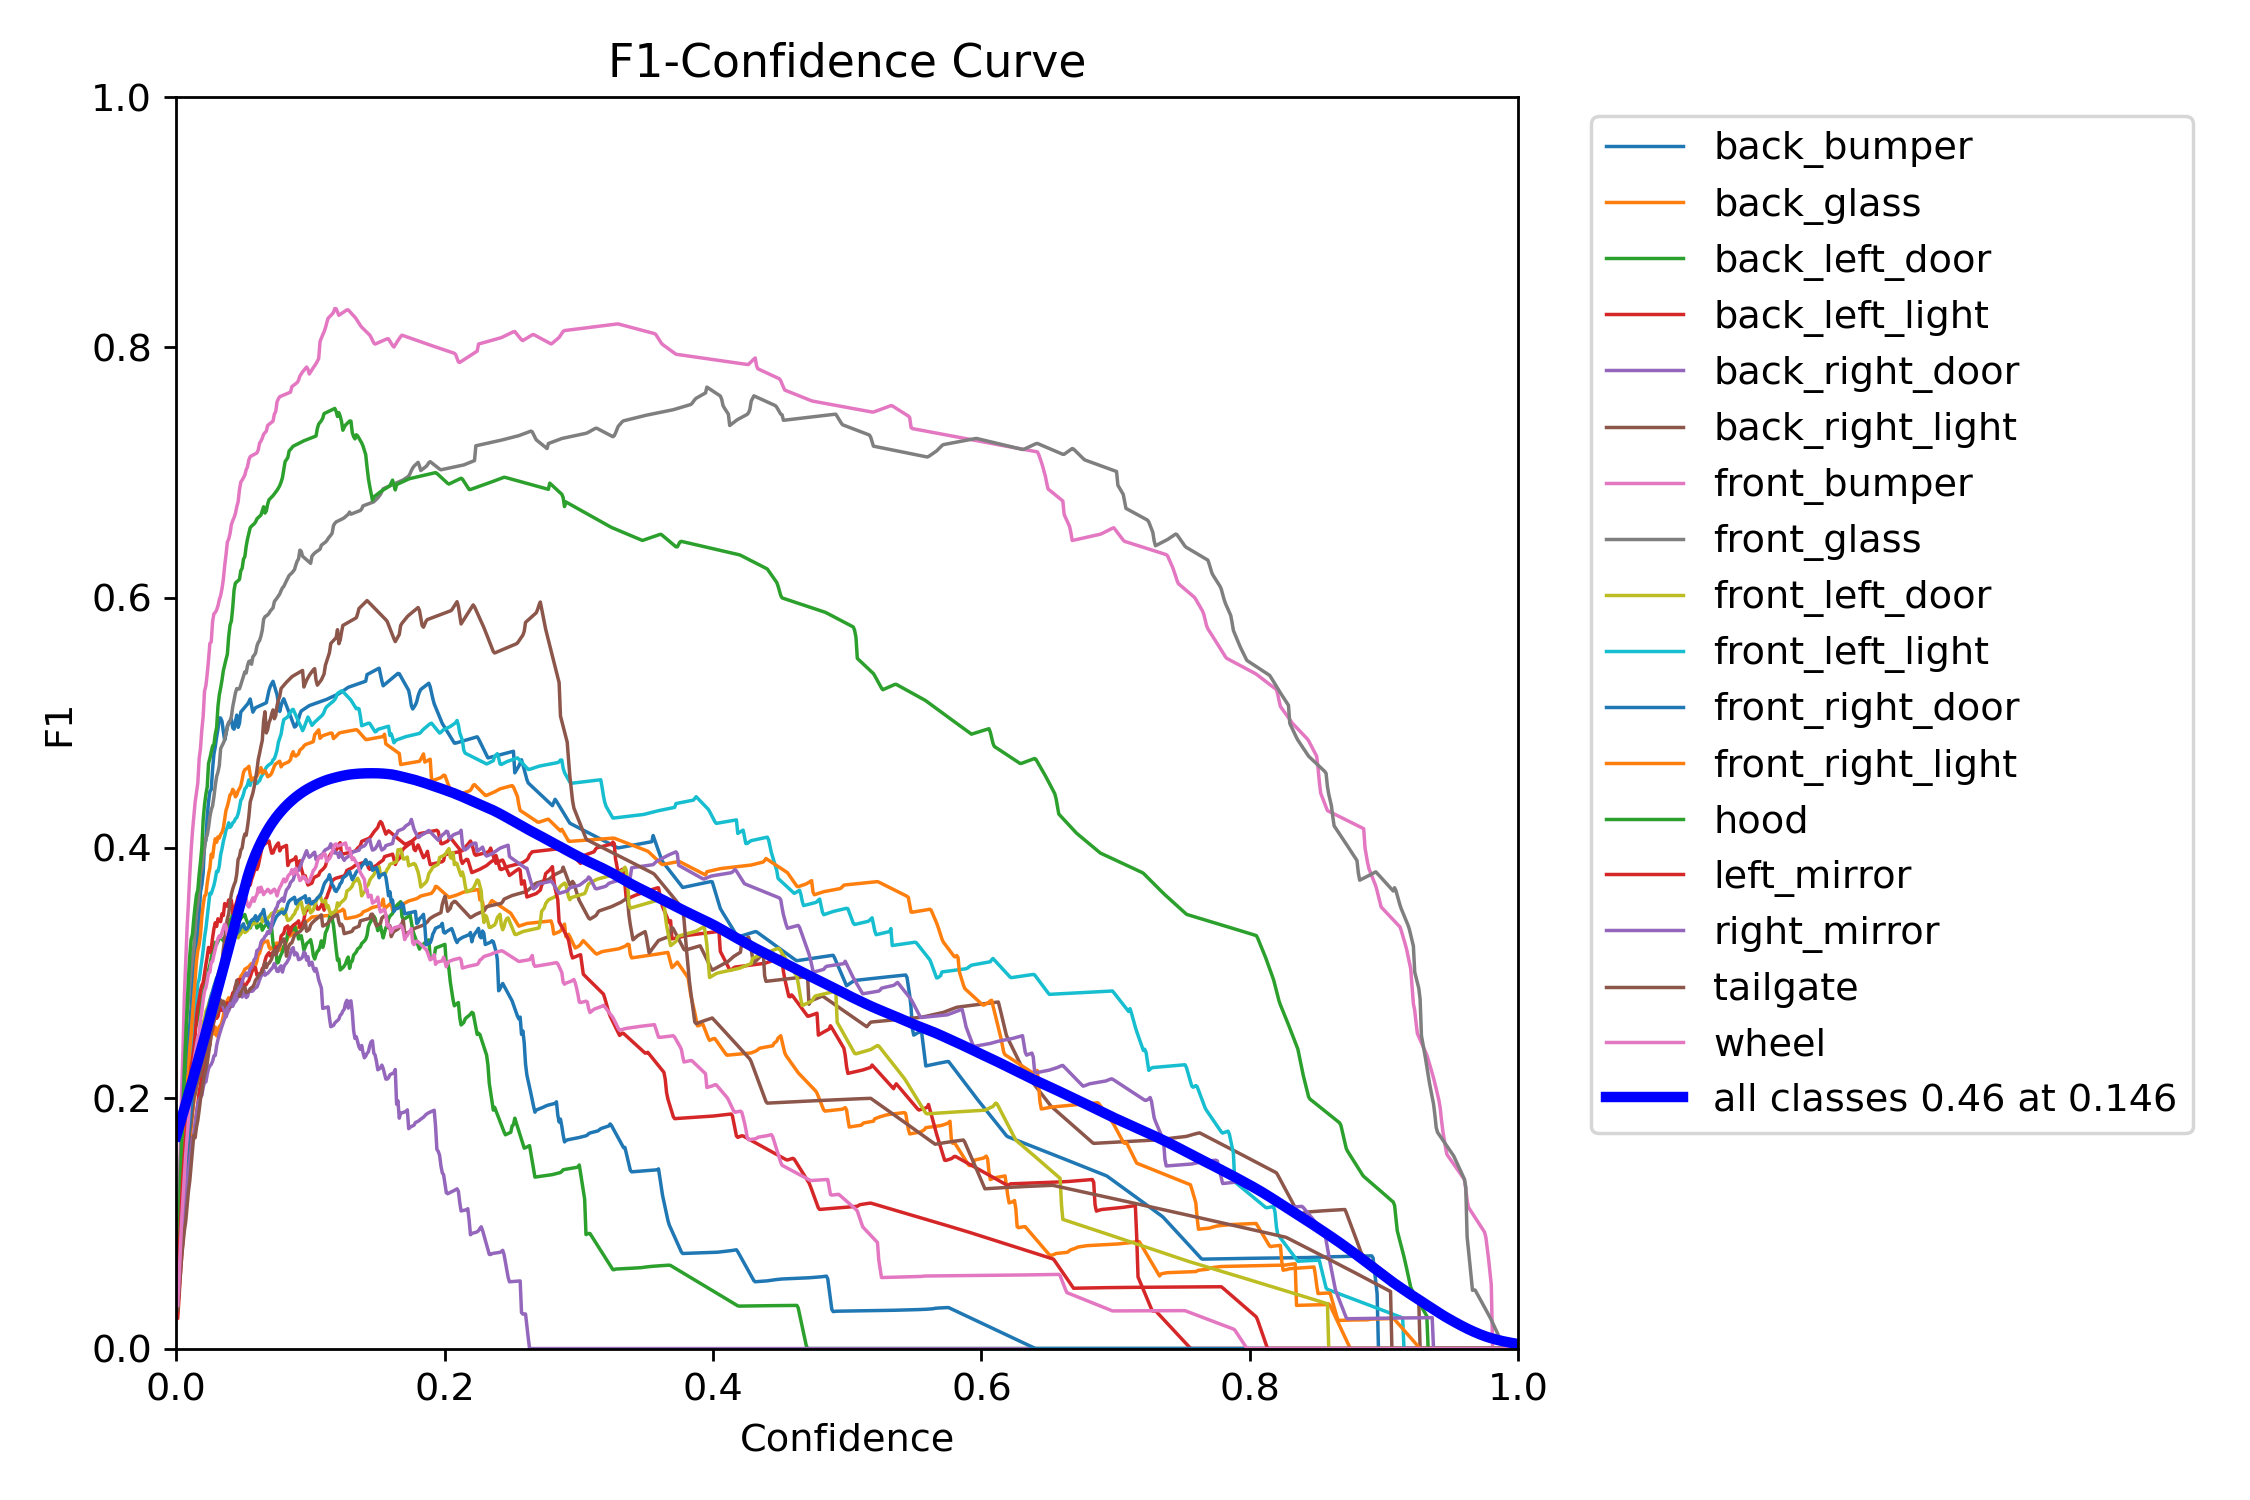 F1-Confidence Curve
1.0
0.8
0.6
0.4
0.2
0.0
F1
0.0 0.2 0.4 0.6 0.8 1.0
Confidence
back_bumper
back_glass
back_left_door
back_left_light
back_right_door
back_right_light
front_bumper
front_glass
front_left_door
front_left_light
front_right_door
front_right_light
hood
left_mirror
right_mirror
tailgate
wheel
all classes 0.46 at 0.146